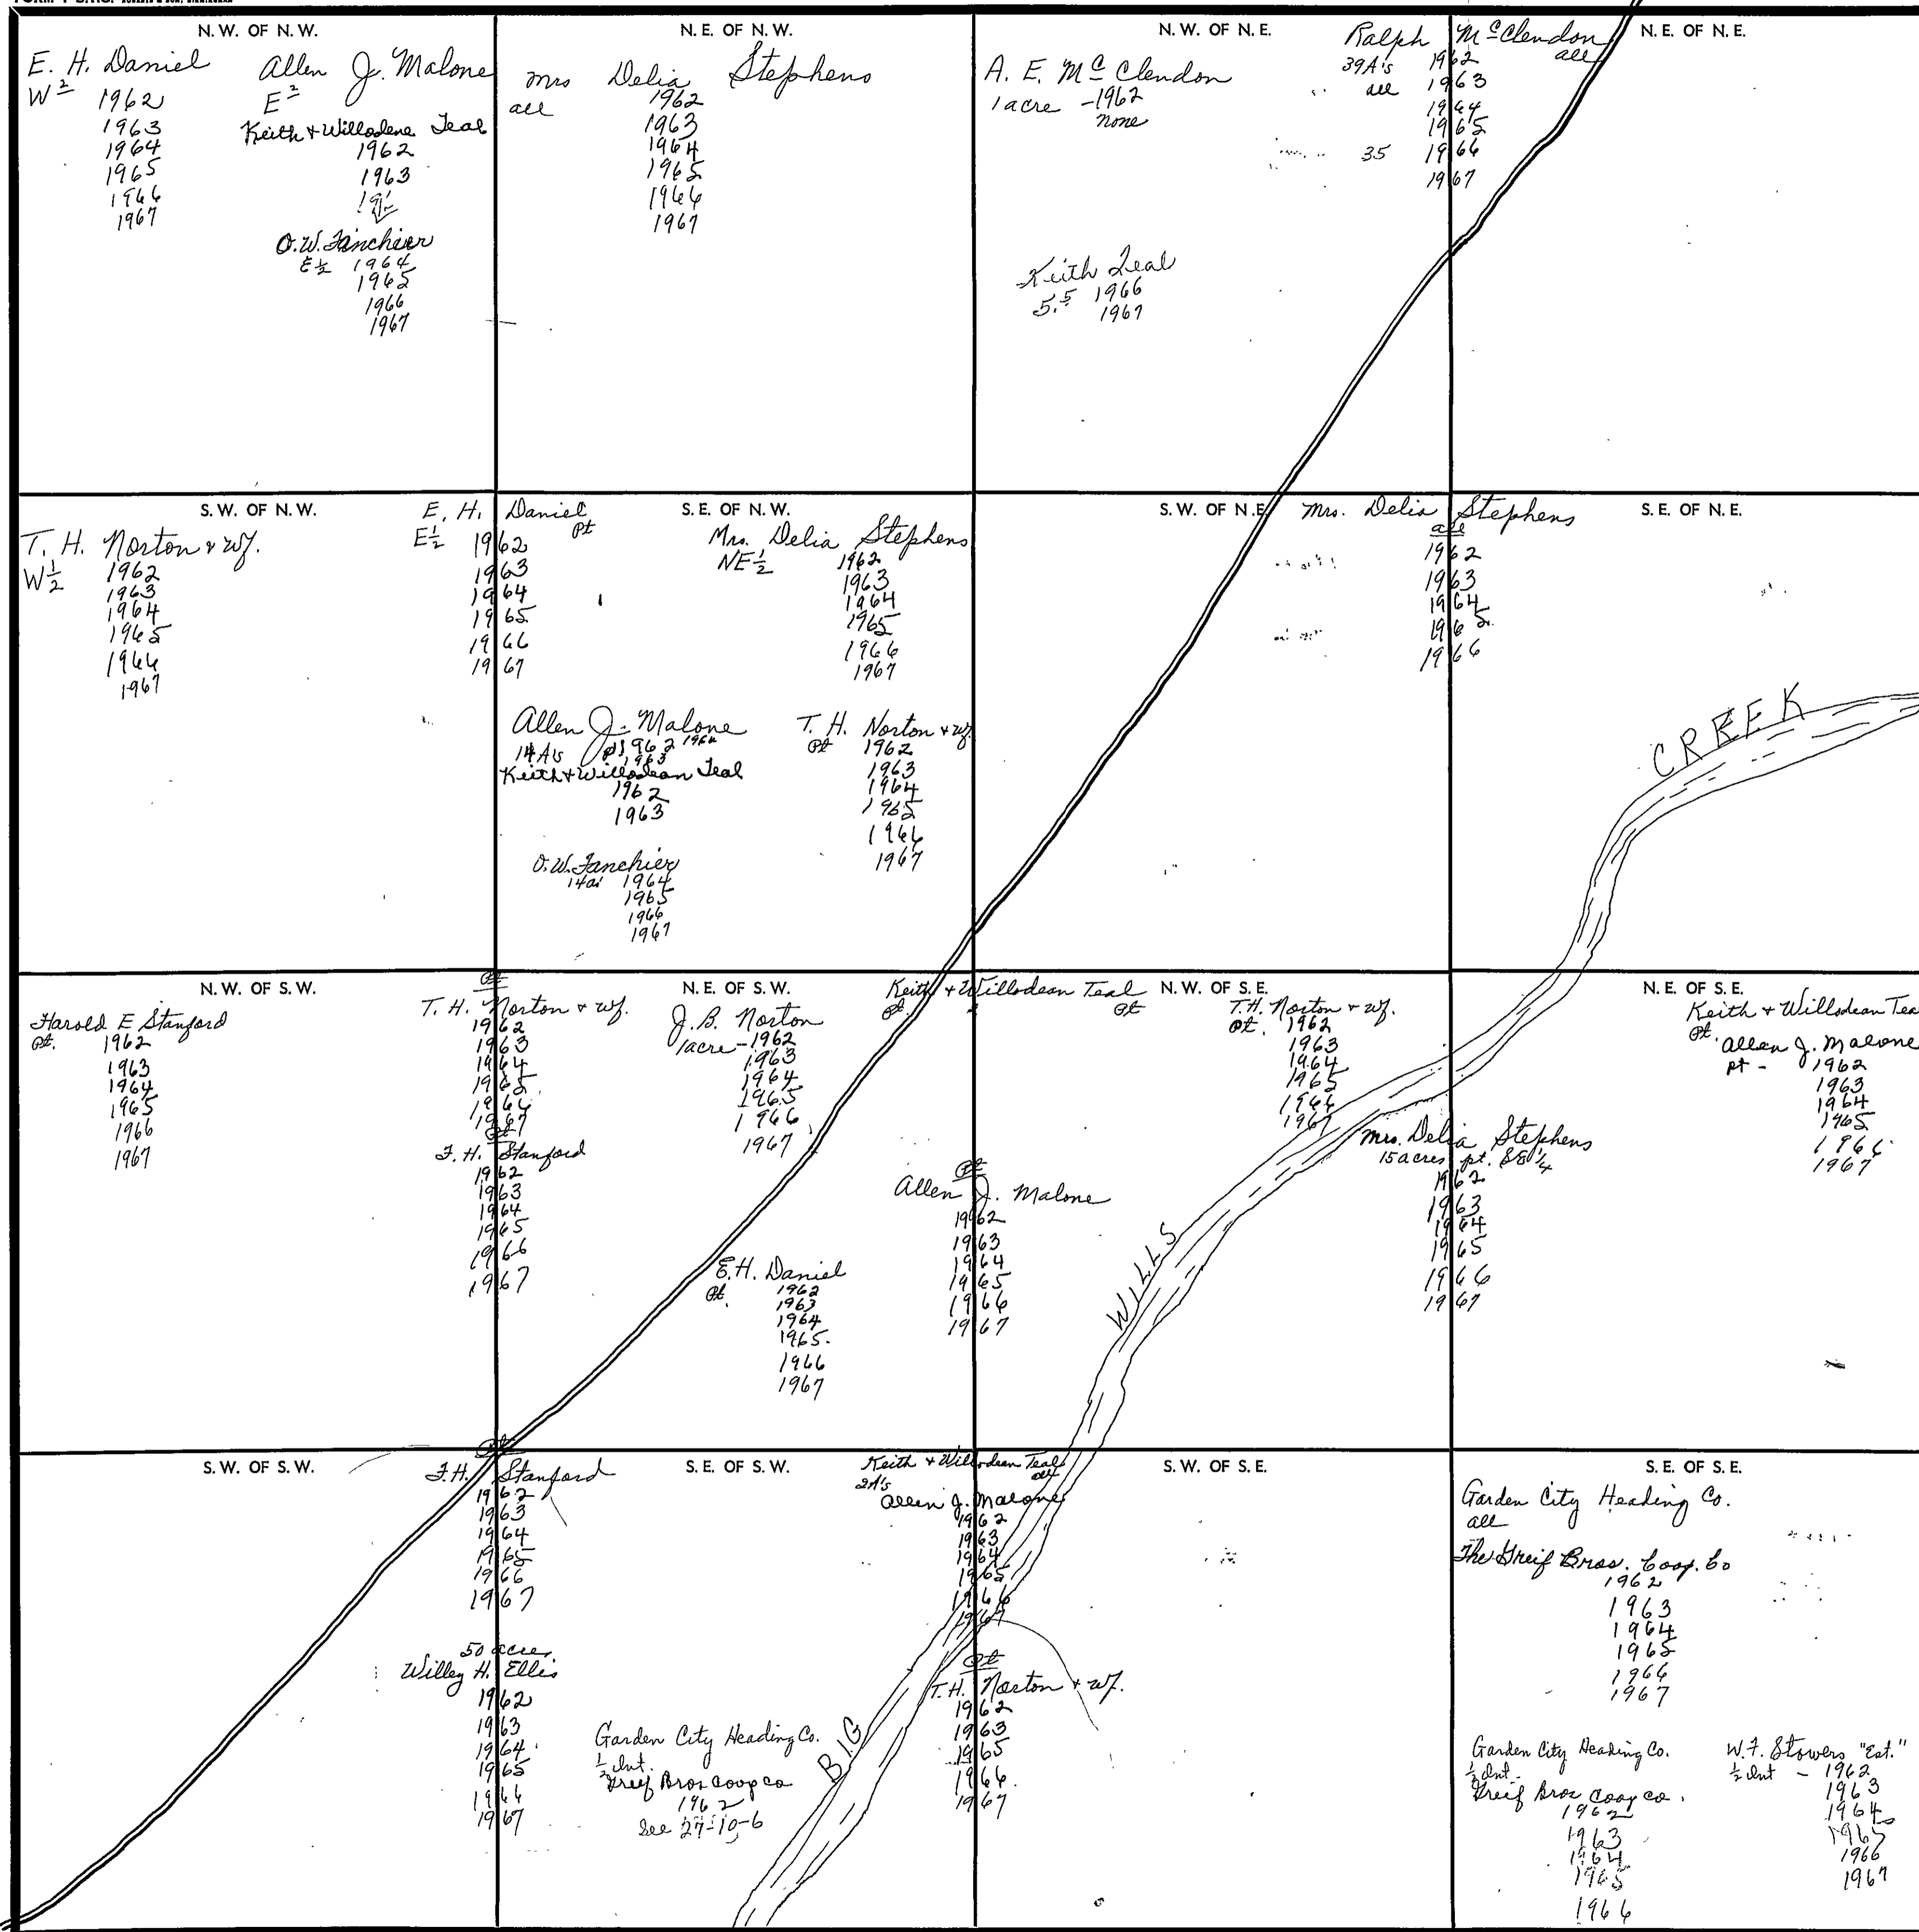 N. W. OF N. W.
E. H. Daniel
W 2
1962
1963
1964
1965
1966
1967
Allen J. Malone
E 2
Keith & Willodene Teal
1962
1963
O.W. Fanchier
E½ 1964
1965
1966
1967
N. E. OF N. W.
Mrs Delia Stephens
all
1962
1963
1964
1965
1966
1967
N. W. OF N. E.
A. E. McClendon
1 acre - 1962
none
Keith Teal
5.5 1966
1967
Ralph McClendon
all
39A's 1962
all 1963
1964
1965
35 1966
1967
N. E. OF N. E.
S. W. OF N. W.
T. H. Norton & wf.
W½
1962
1963
1964
1965
1966
1967
E. H. Daniel
Pt
E½ 1962
1963
1964
1965
1966
1967
S. E. OF N. W.
Mrs. Delia Stephens
NE½
1962
1963
1964
1965
1966
1967
Allen J. Malone
14A's 1962 1964
1963
Keith & Willodean Teal
1962
1963
O.W. Fanchier
14a' 1964
1965
1966
1967
T. H. Norton & wf.
Pt 1962
1963
1964
1965
1966
1967
S. W. OF N. E.
Mrs. Delia Stephens
all
1962
1963
1964
1965
1966
S. E. OF N. E.
CREEK
N. W. OF S. W.
Harold E Stanford
Pt. 1962
1963
1964
1965
1966
1967
Pt
T. H. Norton & wf.
1962
1963
1964
1965
1966
1967
Pt
F. H. Stanford
1962
1963
1964
1965
1966
1967
N. E. OF S. W.
J. B. Norton
1 acre - 1962
1963
1964
1965
1966
1967
E. H. Daniel
Pt. 1962
1963
1964
1965.
1966
1967
Keith & Willodean Teal
Pt. Pt
Pt
Allen J. Malone
1962
1963
1964
1965
1966
1967
N. W. OF S. E.
T.H. Norton & wf.
Pt. 1962
1963
1964
1965
1966
1967
WILLS
Mrs. Delia Stephens
15 acres pt. SE¼
1962
1963
1964
1965
1966
1967
N. E. OF S. E.
Keith & Willodean Tea
Pt.
Allen J. Malone
pt - 1962
1963
1964
1965
1966
1967
S. W. OF S. W.
F.H. Stanford
1962
1963
1964
1965
1966
1967
50 acres
Willey H. Ellis
1962
1963
1964
1965
1966
1967
S. E. OF S. W.
Garden City Heading Co.
½ Int.
Greif Bros Coop Co
1962
See 27-10-6
BIG
Keith & Willodean Teal
2A's all
Allen J. Malone
1962
1963
1964
1965
1966
1967
Pt
T.H. Norton & wf.
1962
1963
1965
1966
1967
S. W. OF S. E.
S. E. OF S. E.
Garden City Heading Co.
all
The Greif Bros. Coop. Co
1962
1963
1964
1965
1966
1967
Garden City Heading Co.
½ Int.
Greif Bros Coop Co.
1962
1963
1964
1965
1966
W. F. Stowers "Est."
½ Int - 1962
1963
1964
1965
1966
1967